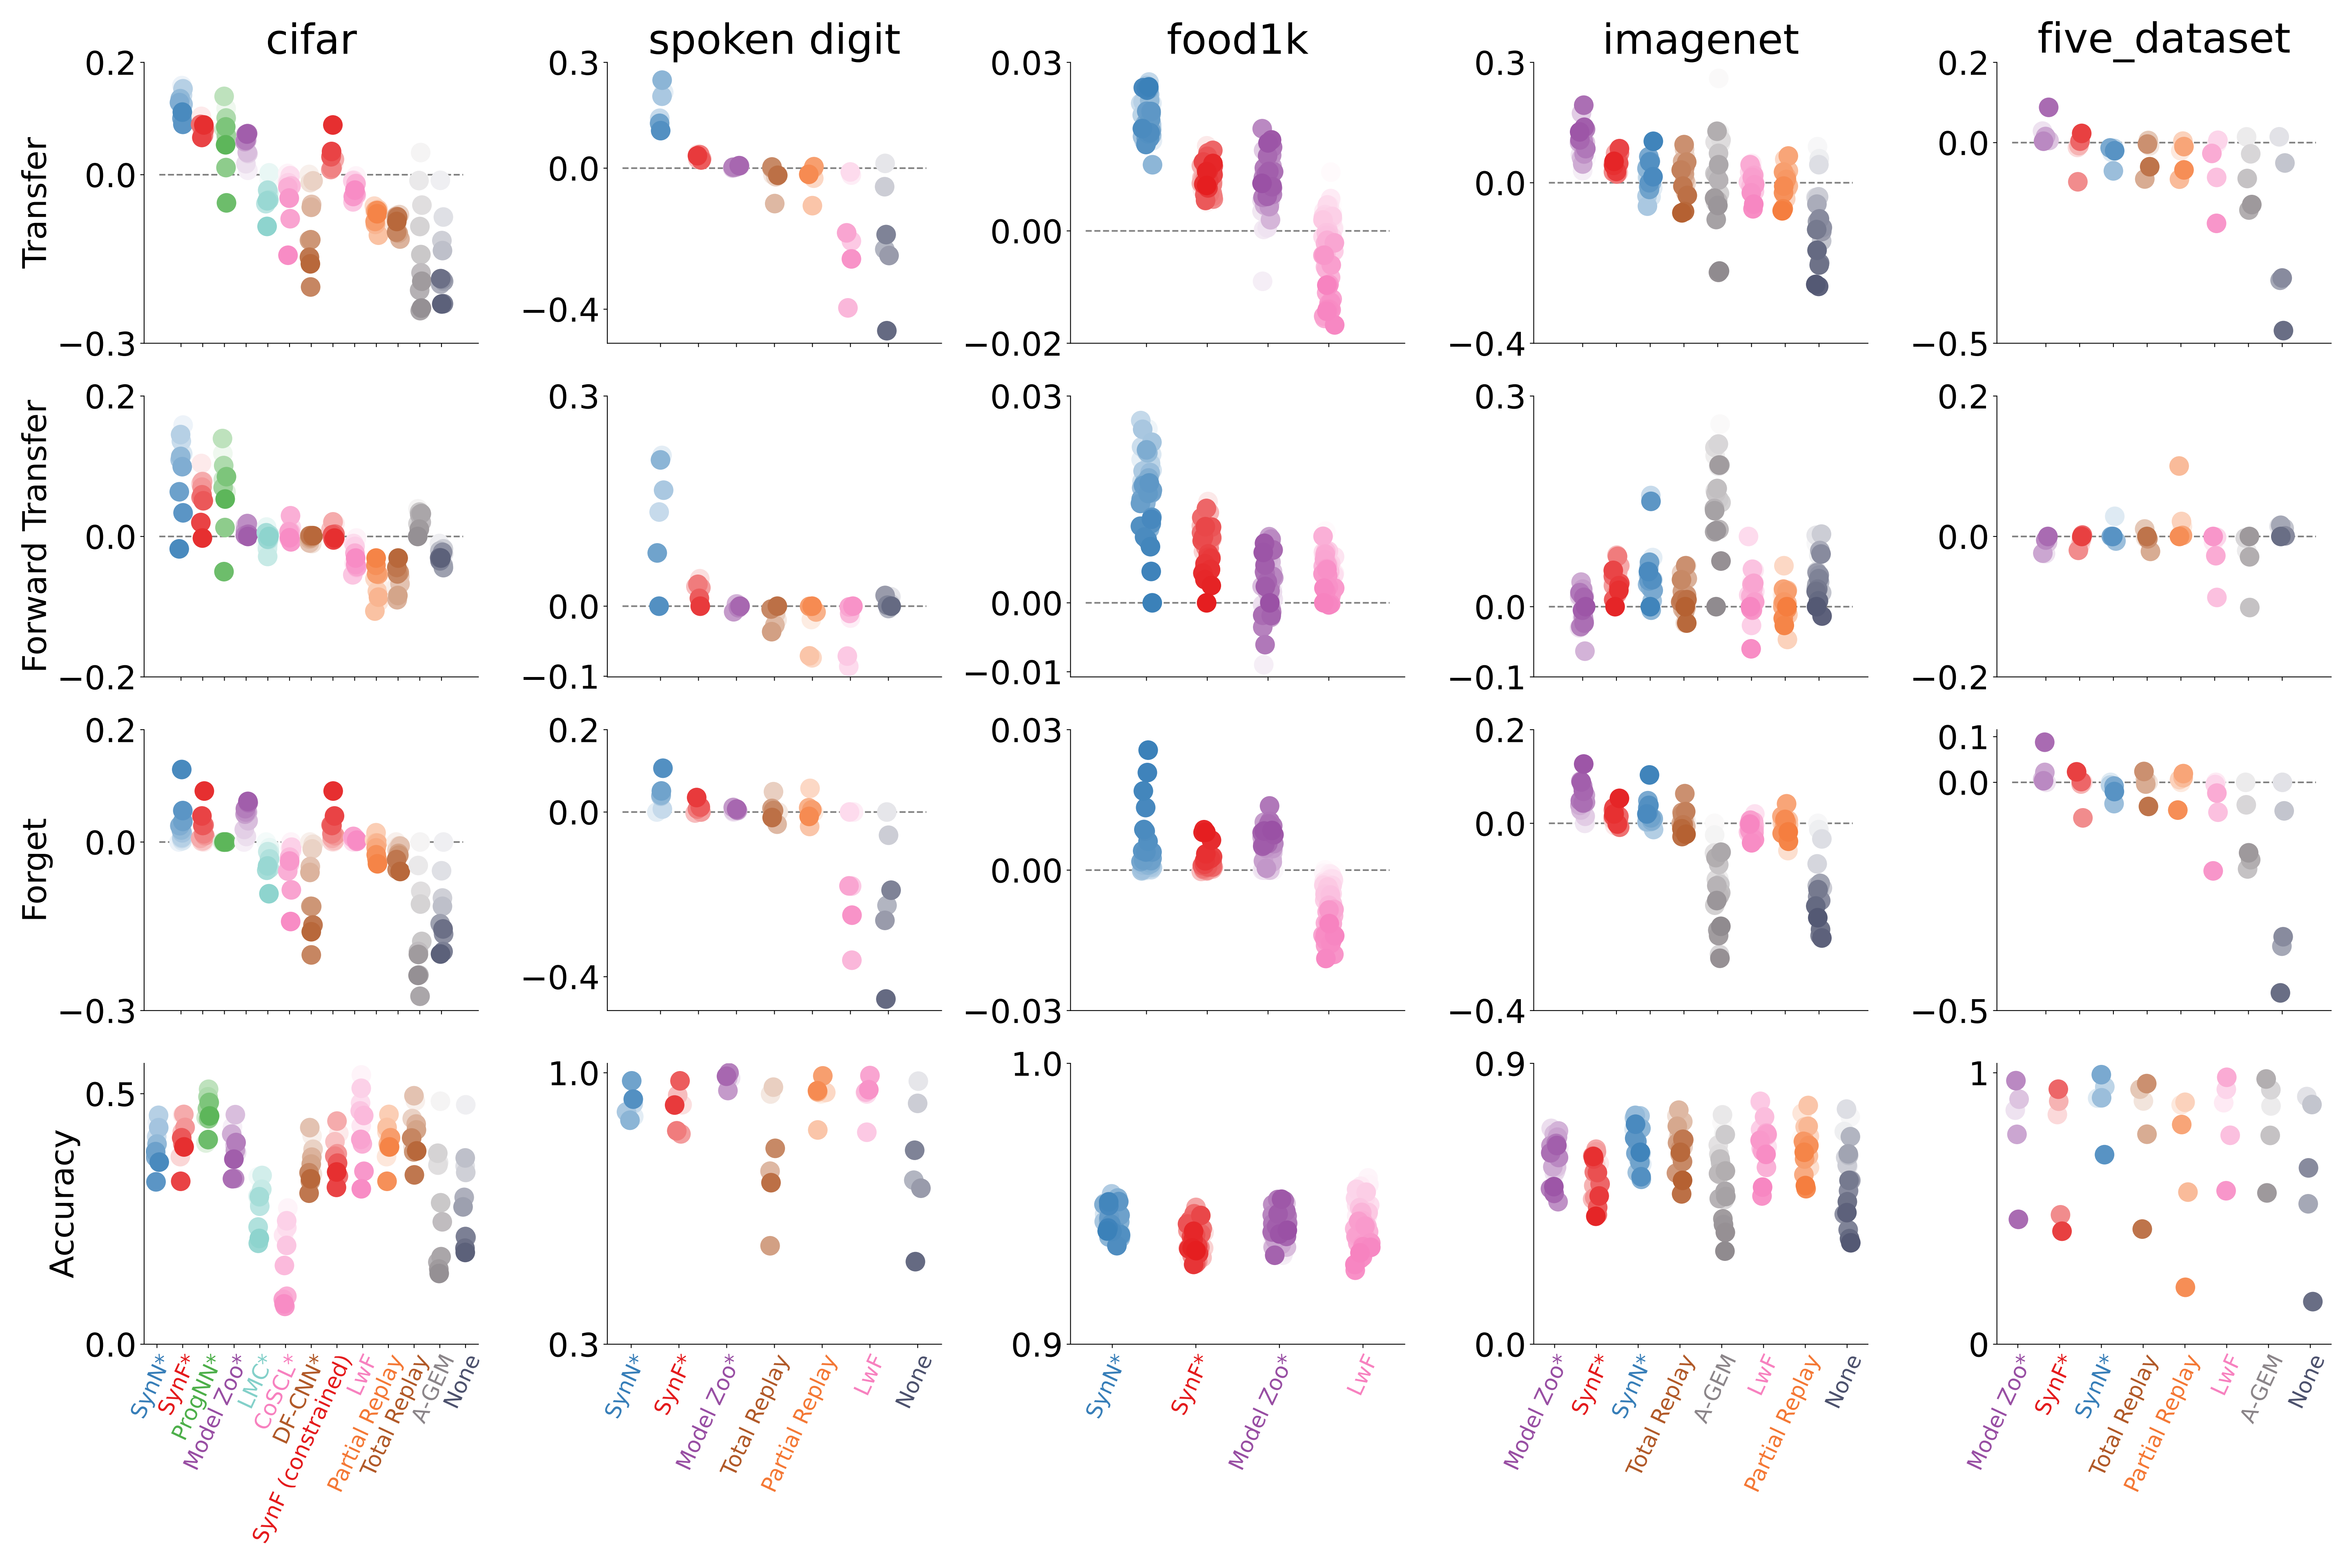 cifar
spoken digit
food1k
imagenet
five_dataset
Transfer
0.2
0.0
−0.3
0.3
0.0
−0.4
0.03
0.00
−0.02
0.3
0.0
−0.4
0.2
0.0
−0.5
Forward Transfer
0.2
0.0
−0.2
0.3
0.0
−0.1
0.03
0.00
−0.01
0.3
0.0
−0.1
0.2
0.0
−0.2
Forget
0.2
0.0
−0.3
0.2
0.0
−0.4
0.03
0.00
−0.03
0.2
0.0
−0.4
0.1
0.0
−0.5
Accuracy
0.5
0.0
1.0
0.3
1.0
0.9
0.9
0.0
1
0
SynN*
SynF*
ProgNN*
Model Zoo*
LMC*
CoSCL*
DF-CNN*
SynF (constrained)
LwF
Partial Replay
Total Replay
A-GEM
None
SynN*
SynF*
Model Zoo*
Total Replay
Partial Replay
LwF
None
SynN*
SynF*
Model Zoo*
LwF
Model Zoo*
SynF*
SynN*
Total Replay
A-GEM
LwF
Partial Replay
None
Model Zoo*
SynF*
SynN*
Total Replay
Partial Replay
LwF
A-GEM
None